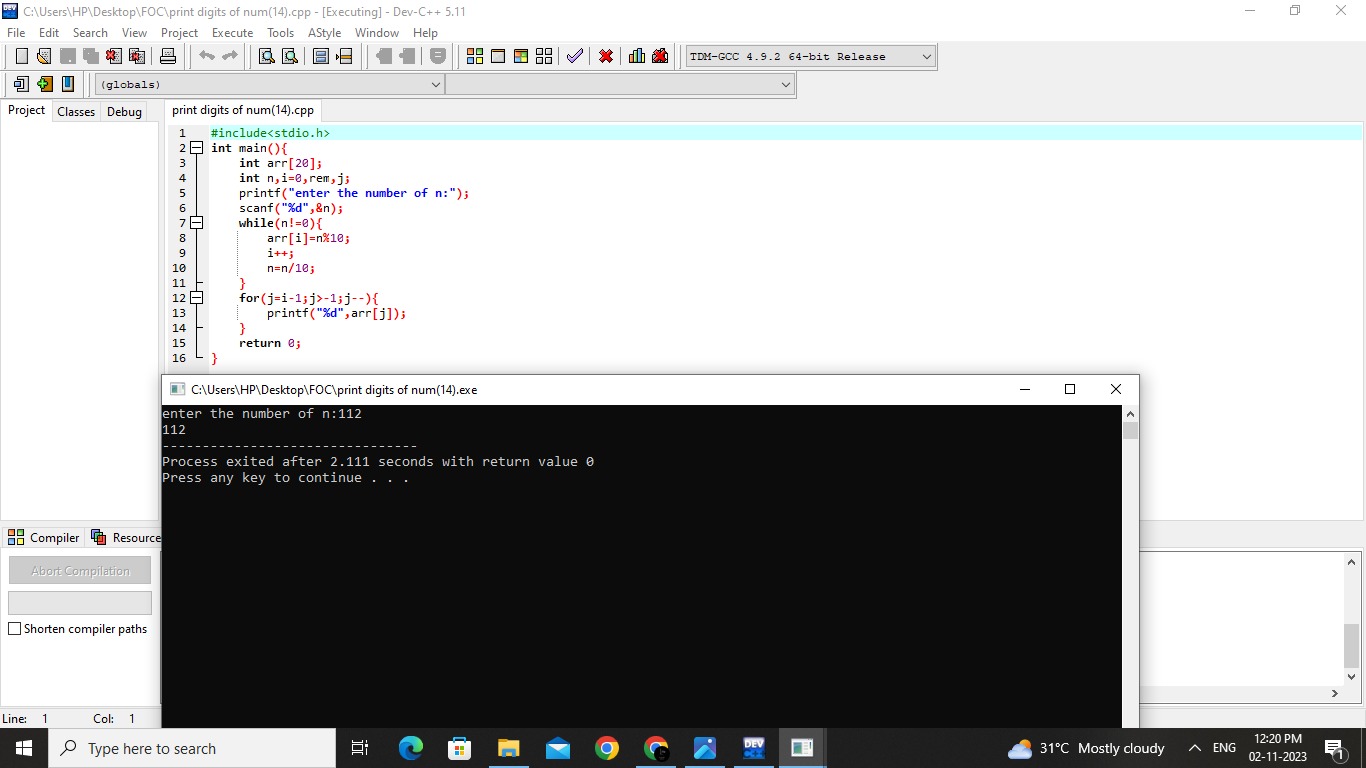 C:\Users\HP\Desktop\FOC\print digits of num(14).cpp - [Executing] - Dev-C++ 5.11
File Edit Search View Project Execute Tools AStyle Window Help
TDM-GCC 4.9.2 64-bit Release
(globals)
Project Classes Debug
print digits of num(14).cpp
1 #include<stdio.h>
2 int main(){
3 int arr[20];
4 int n,i=0,rem,j;
5 printf("enter the number of n:");
6 scanf("%d",&n);
7 while(n!=0){
8 arr[i]=n%10;
9 i++;
10 n=n/10;
11 }
12 for(j=i-1;j>-1;j--){
13 printf("%d",arr[j]);
14 }
15 return 0;
16 }
C:\Users\HP\Desktop\FOC\print digits of num(14).exe
enter the number of n:112
112
--------------------------------
Process exited after 2.111 seconds with return value 0
Press any key to continue . . .
Compiler Resource
Abort Compilation
Shorten compiler paths
Line: 1 Col: 1
Type here to search
DEV
31°C Mostly cloudy
ENG
12:20 PM
02-11-2023
1